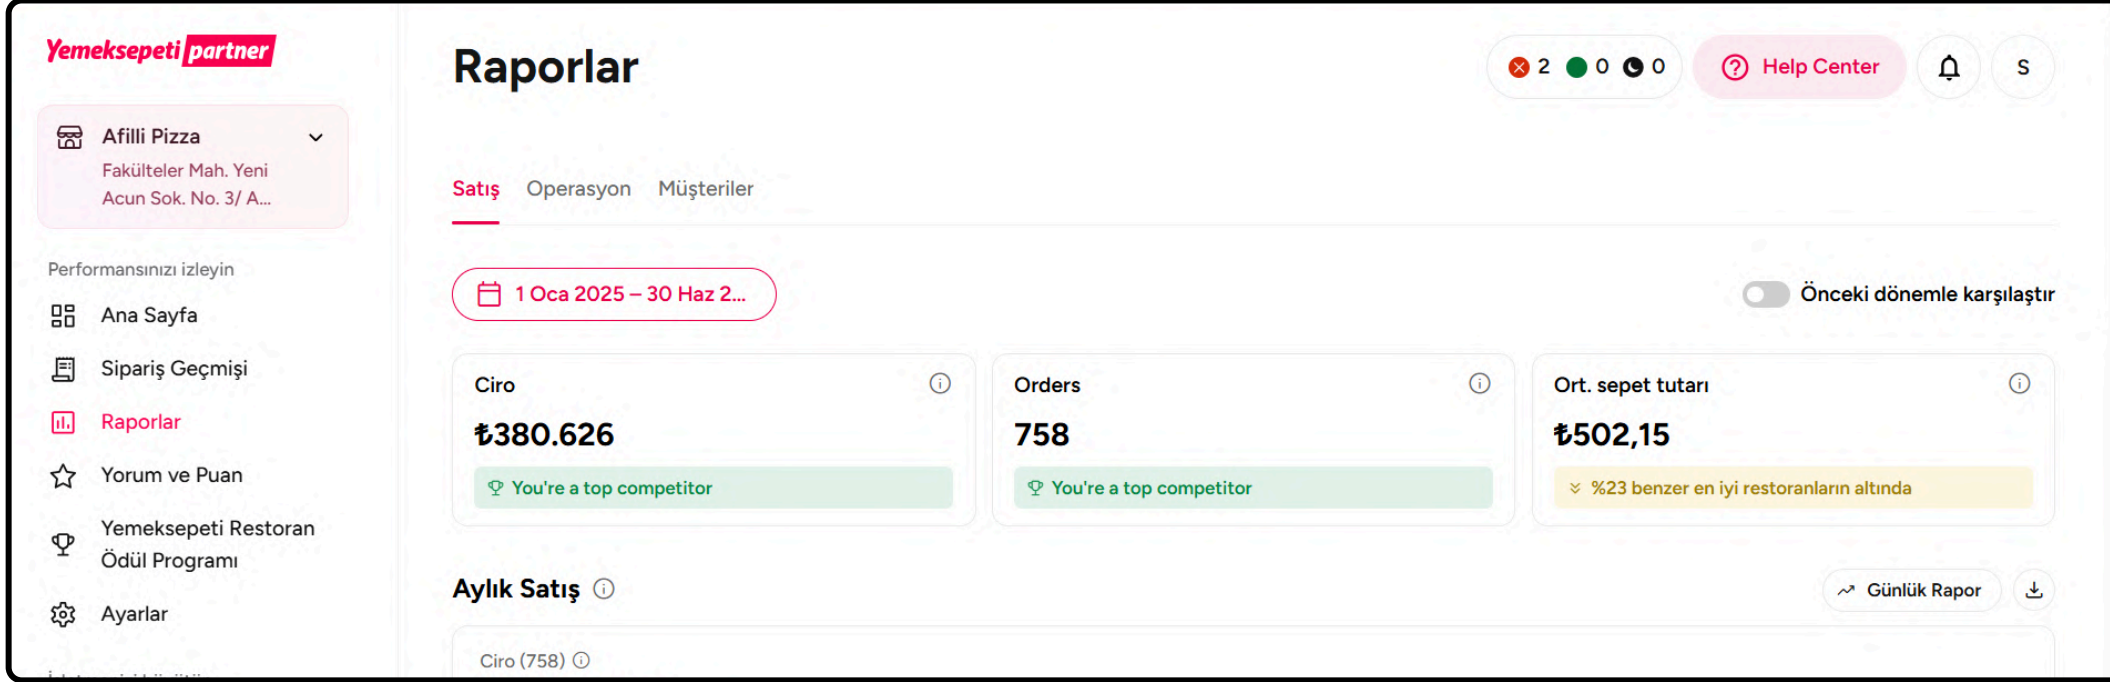 Yemeksepeti partner
Raporlar
2 0 0
Help Center
S
Afilli Pizza
Fakülteler Mah. Yeni
Acun Sok. No. 3/ A...
Satış Operasyon Müşteriler
Performansınızı izleyin
Ana Sayfa
Sipariş Geçmişi
Raporlar
Yorum ve Puan
Yemeksepeti Restoran
Ödül Programı
Ayarlar
1 Oca 2025 – 30 Haz 2...
Önceki dönemle karşılaştır
Ciro
₺380.626
You're a top competitor
Orders
758
You're a top competitor
Ort. sepet tutarı
₺502,15
%23 benzer en iyi restoranların altında
Aylık Satış
Günlük Rapor
Ciro (758)